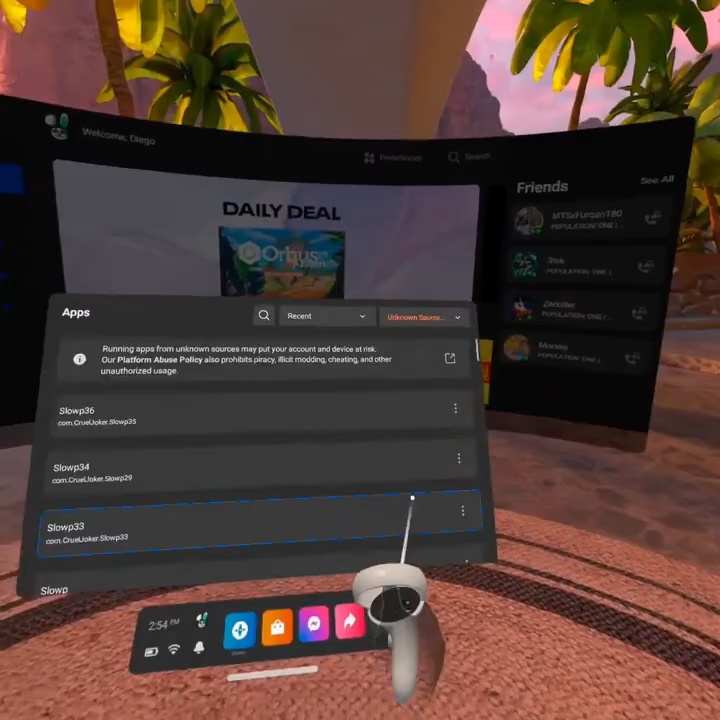 Welcome, Diego
Preferences
Search
DAILY DEAL
Orbus
Friends
See All
POPULATION: ONE
POPULATION: ONE
Zerkiller
POPULATION: ONE
POPULATION: ONE
Apps
Recent
Unknown Source...
Running apps from unknown sources may put your account and device at risk.
Our Platform Abuse Policy also prohibits piracy, illicit modding, cheating, and other
unauthorized usage.
Slowp36
com.CruelJoker.Slowp35
Slowp34
com.CruelJoker.Slowp29
Slowp33
com.CruelJoker.Slowp33
Slowp
2:54 PM